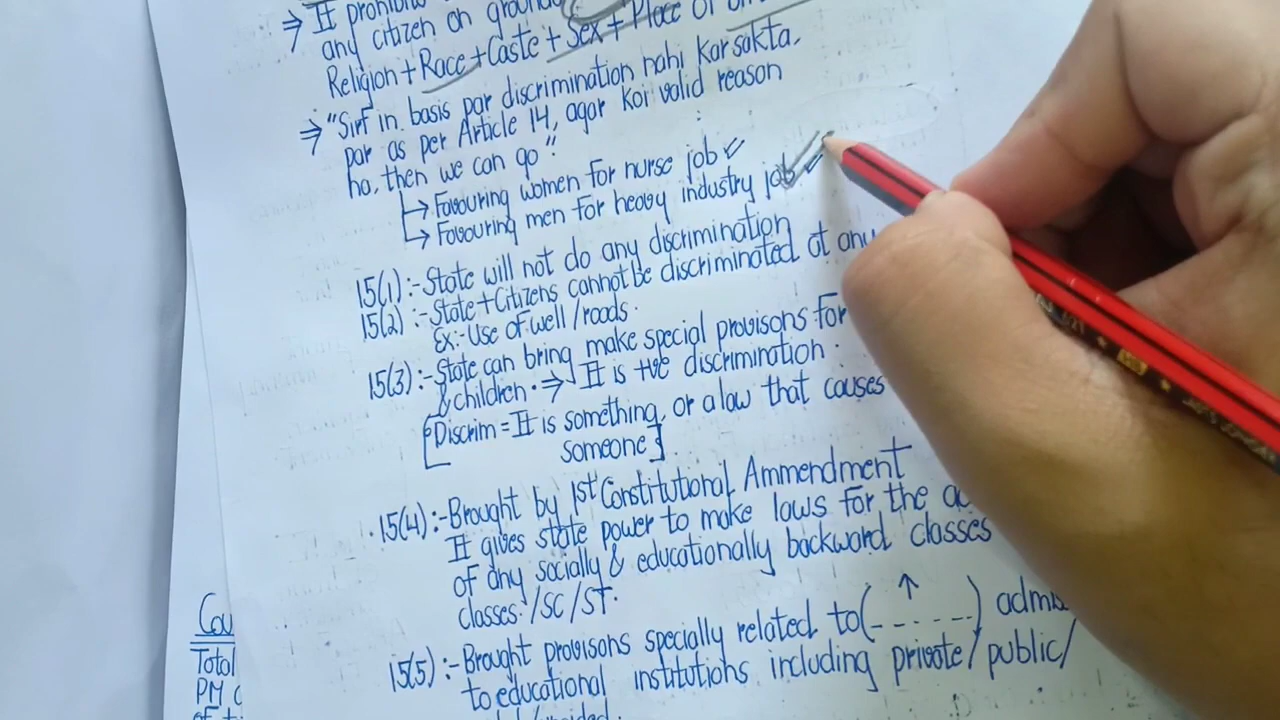 ⇒ It prohibits
any citizen on ground
Religion+Race+Caste+Sex+Place of
⇒ "Sirf in basis par discrimination nahi Karsakta,
par as per Article 14, agar koi valid reason
ha, then we can go"
↳ Favouring women for nurse job ✓
↳ Favouring men for heavy industry job ✓
15(1):- State will not do any discrimination
15(2):- State+Citizens cannot be discriminated at any
Ex:- Use of well/roads.
15(3):- State can bring make special provisons for
& children. ⇒ It is +ve discrimination.
[Discrim = It is something, or a law that causes
someone]
15(4):- Brought by 1st Constitutional Ammendment
It gives state power to make laws for the
of any socially & educationally backward classes
classes./SC/ST.
15(5):- Brought provisons specially related to(------) admis
to educational institutions including private/public/
Total
PM